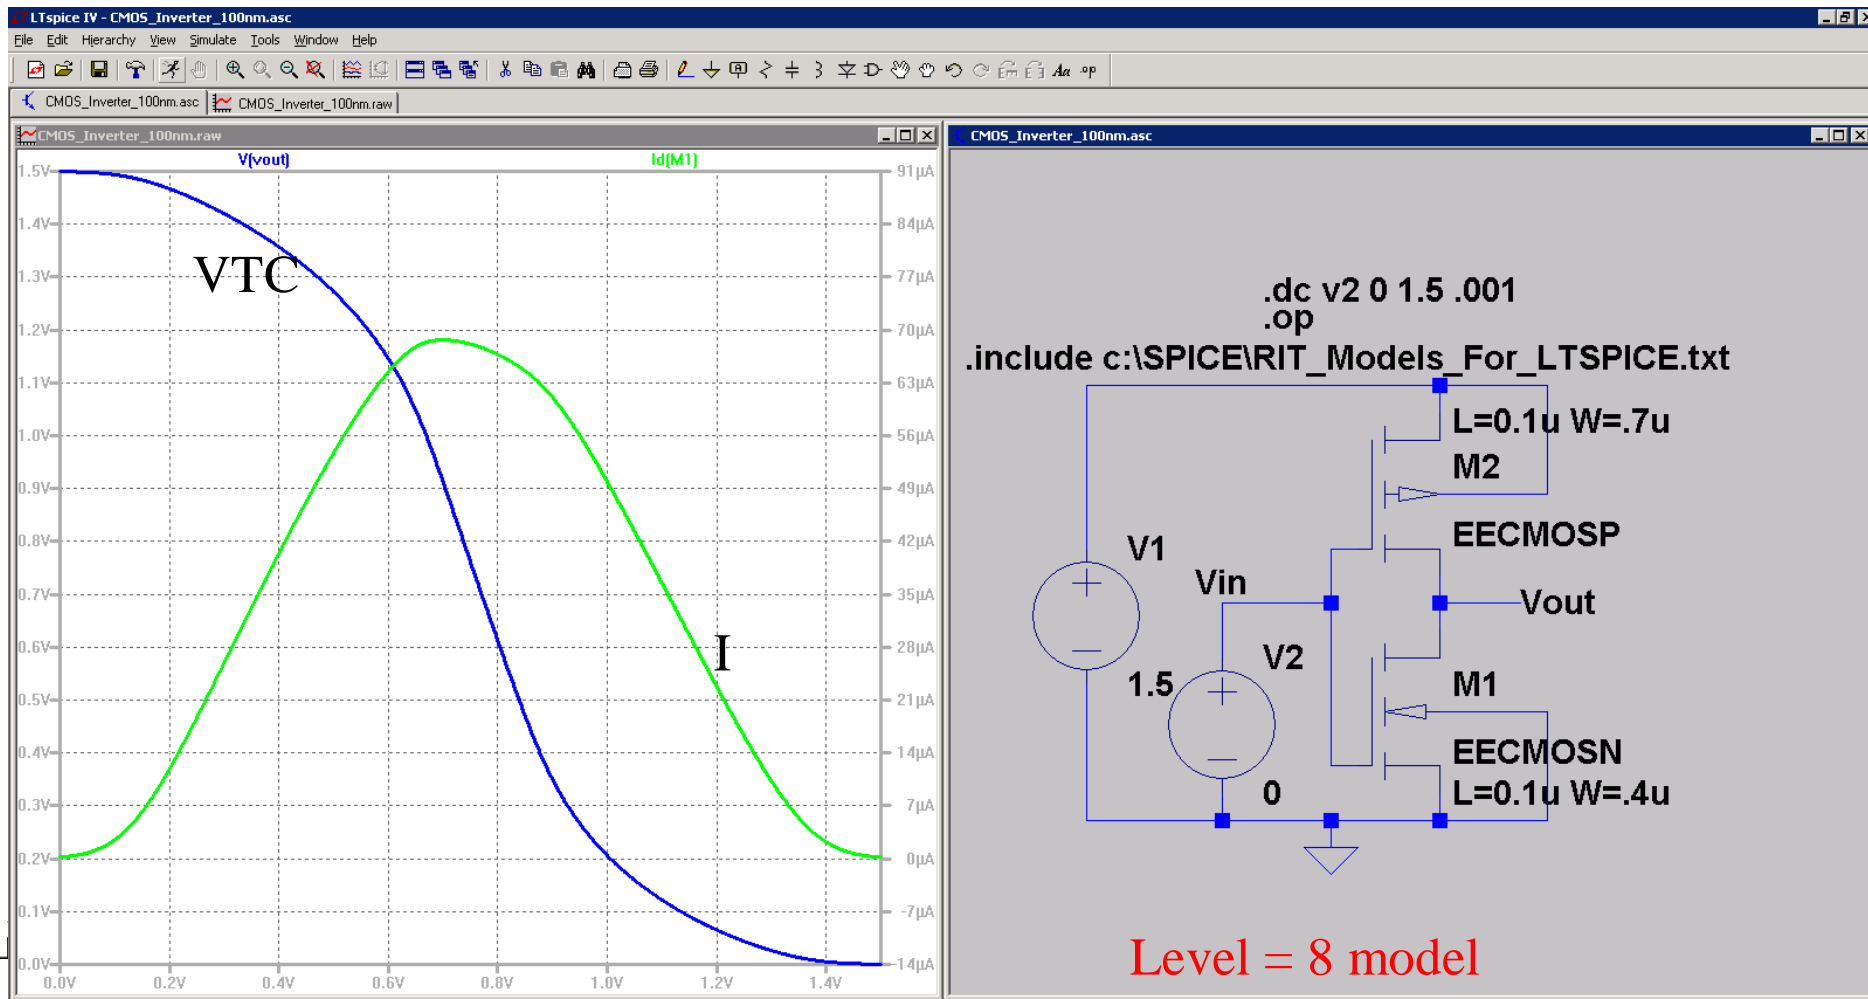 LTspice IV - CMOS_Inverter_100nm.asc
File Edit Hierarchy View Simulate Tools Window Help
Aa .op
CMOS_Inverter_100nm.asc CMOS_Inverter_100nm.raw
CMOS_Inverter_100nm.raw
V(vout) Id(M1)
1.5V 91µA
1.4V 84µA
1.3V 77µA
1.2V 70µA
1.1V 63µA
1.0V 56µA
0.9V 49µA
0.8V 42µA
0.7V 35µA
0.6V 28µA
0.5V 21µA
0.4V 14µA
0.3V 7µA
0.2V 0µA
0.1V -7µA
0.0V -14µA
0.0V 0.2V 0.4V 0.6V 0.8V 1.0V 1.2V 1.4V
VTC
I
CMOS_Inverter_100nm.asc
.dc v2 0 1.5 .001
.op
.include c:\SPICE\RIT_Models_For_LTSPICE.txt
L=0.1u W=.7u
M2
EECMOSP
V1
Vin
Vout
V2
1.5
M1
EECMOSN
0
L=0.1u W=.4u
Level = 8 model